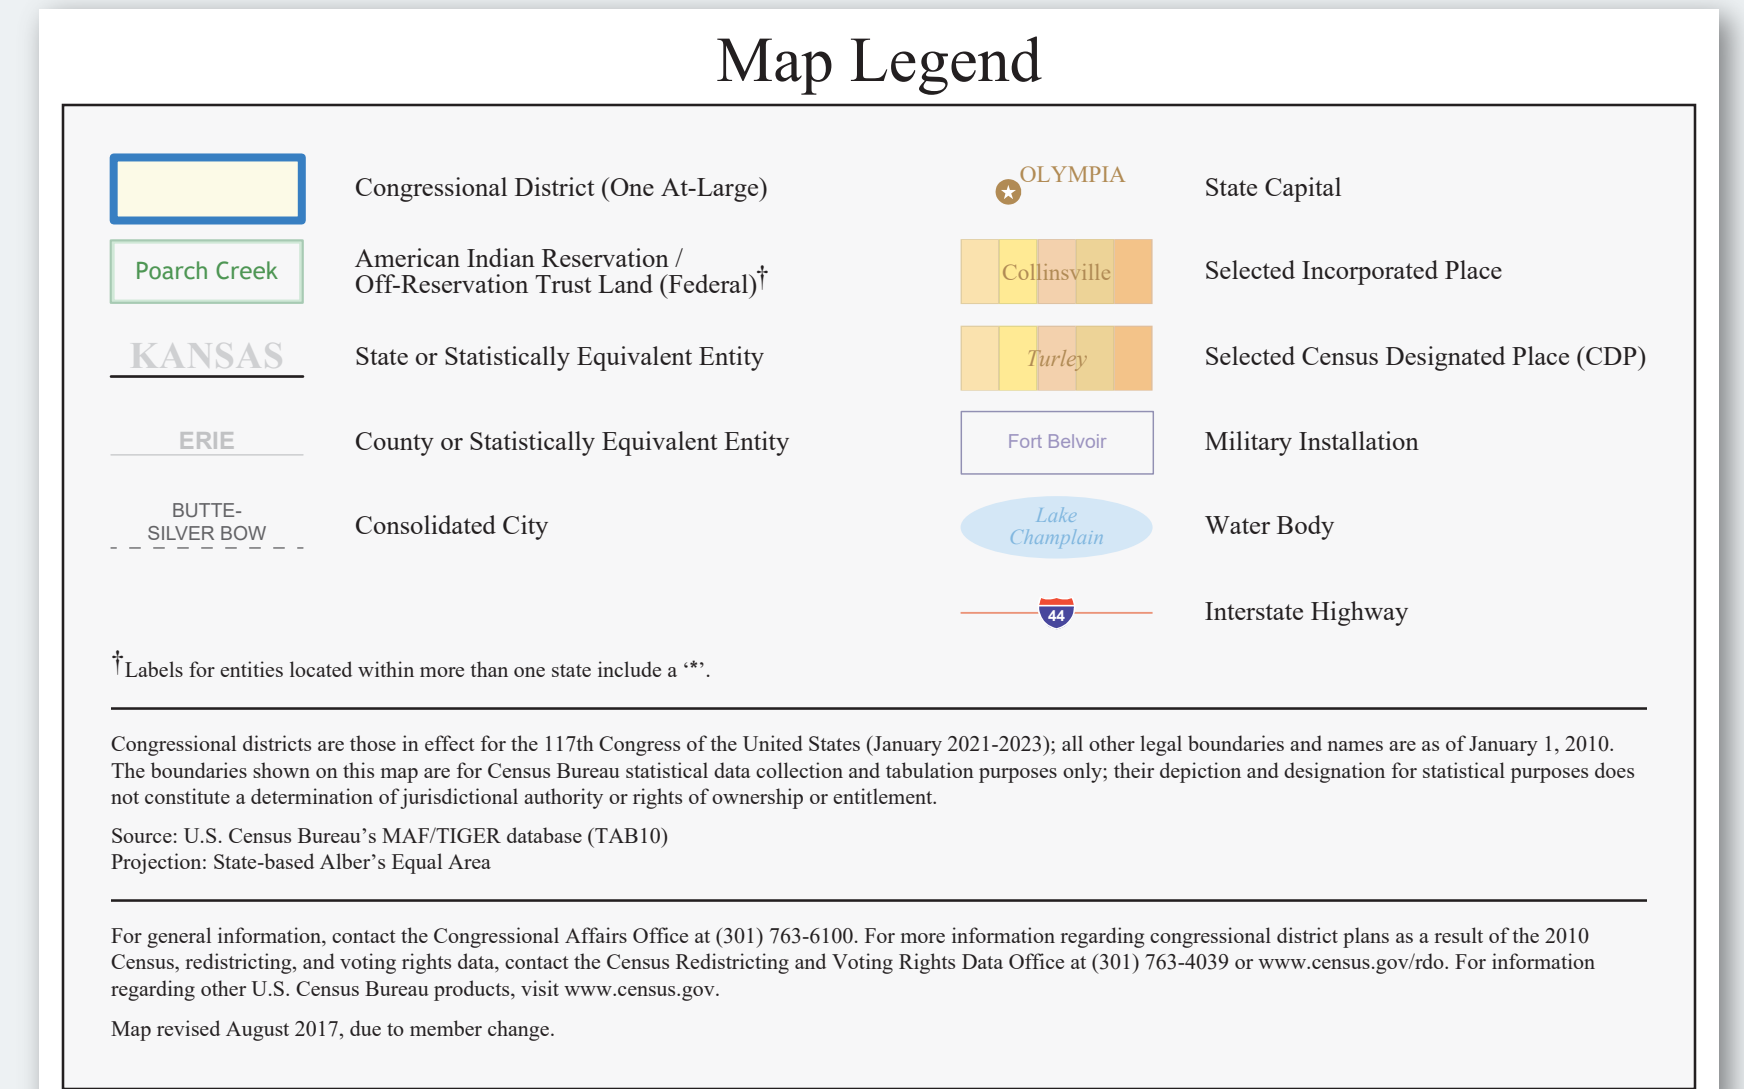 Map Legend
Congressional District (One At-Large)
Poarch Creek
American Indian Reservation /
Off-Reservation Trust Land (Federal)†
KANSAS
State or Statistically Equivalent Entity
ERIE
County or Statistically Equivalent Entity
BUTTE-
SILVER BOW
Consolidated City
OLYMPIA
State Capital
Collinsville
Selected Incorporated Place
Turley
Selected Census Designated Place (CDP)
Fort Belvoir
Military Installation
Lake
Champlain
Water Body
44
Interstate Highway
†Labels for entities located within more than one state include a ‘*’.
Congressional districts are those in effect for the 117th Congress of the United States (January 2021-2023); all other legal boundaries and names are as of January 1, 2010.
The boundaries shown on this map are for Census Bureau statistical data collection and tabulation purposes only; their depiction and designation for statistical purposes does
not constitute a determination of jurisdictional authority or rights of ownership or entitlement.
Source: U.S. Census Bureau’s MAF/TIGER database (TAB10)
Projection: State-based Alber’s Equal Area
For general information, contact the Congressional Affairs Office at (301) 763-6100. For more information regarding congressional district plans as a result of the 2010
Census, redistricting, and voting rights data, contact the Census Redistricting and Voting Rights Data Office at (301) 763-4039 or www.census.gov/rdo. For information
regarding other U.S. Census Bureau products, visit www.census.gov.
Map revised August 2017, due to member change.